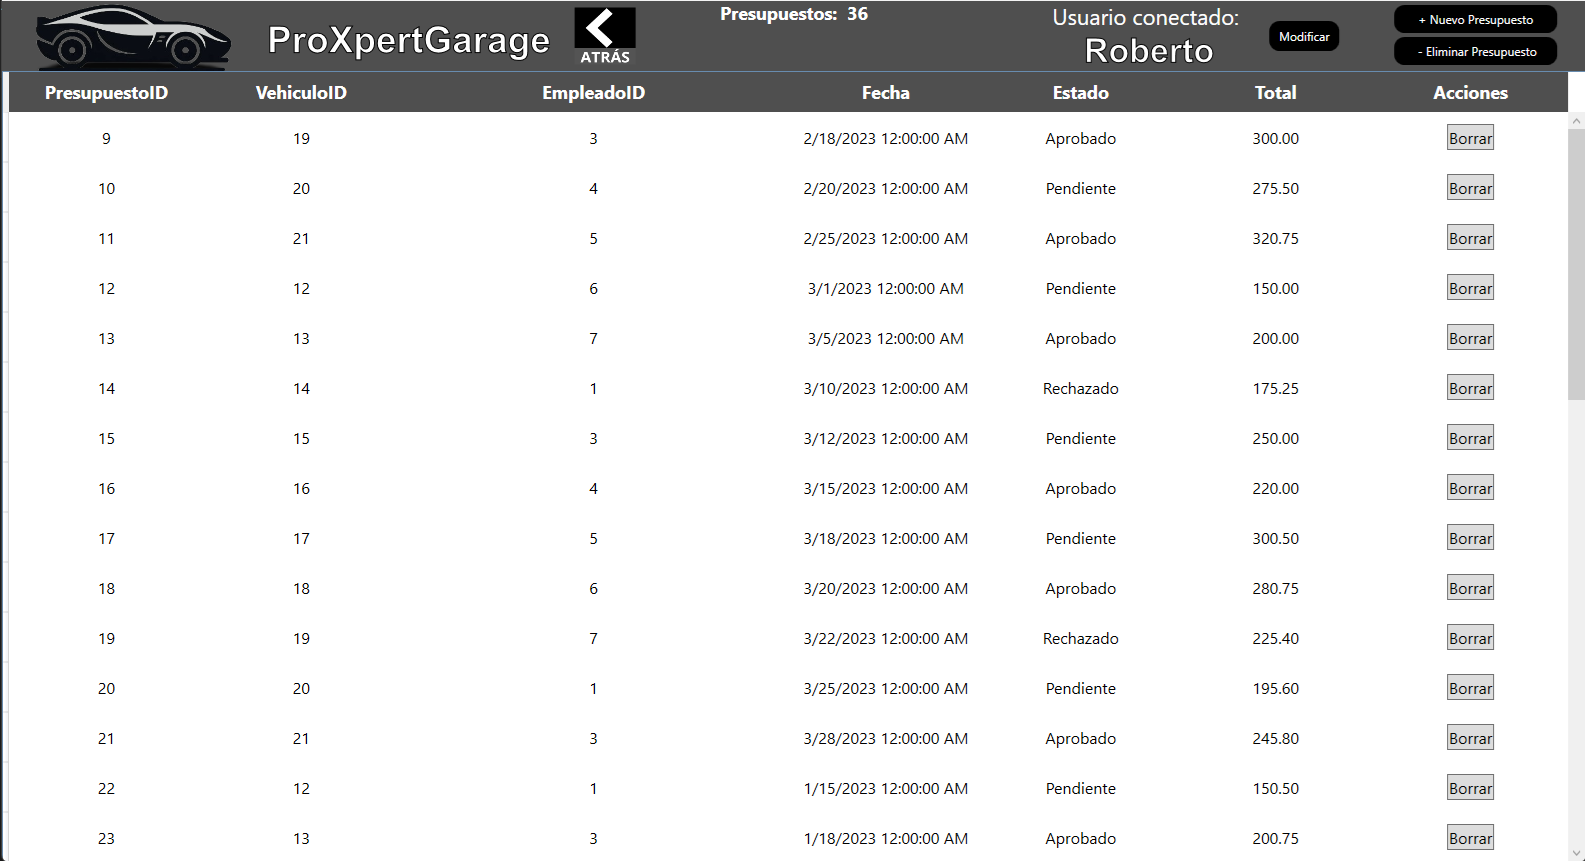 ProXpertGarage
ATRÁS
Presupuestos: 36
Usuario conectado:
Roberto
Modificar
+ Nuevo Presupuesto
- Eliminar Presupuesto
PresupuestoID VehiculoID EmpleadoID Fecha Estado Total Acciones
9 19 3 2/18/2023 12:00:00 AM Aprobado 300.00 Borrar
10 20 4 2/20/2023 12:00:00 AM Pendiente 275.50 Borrar
11 21 5 2/25/2023 12:00:00 AM Aprobado 320.75 Borrar
12 12 6 3/1/2023 12:00:00 AM Pendiente 150.00 Borrar
13 13 7 3/5/2023 12:00:00 AM Aprobado 200.00 Borrar
14 14 1 3/10/2023 12:00:00 AM Rechazado 175.25 Borrar
15 15 3 3/12/2023 12:00:00 AM Pendiente 250.00 Borrar
16 16 4 3/15/2023 12:00:00 AM Aprobado 220.00 Borrar
17 17 5 3/18/2023 12:00:00 AM Pendiente 300.50 Borrar
18 18 6 3/20/2023 12:00:00 AM Aprobado 280.75 Borrar
19 19 7 3/22/2023 12:00:00 AM Rechazado 225.40 Borrar
20 20 1 3/25/2023 12:00:00 AM Pendiente 195.60 Borrar
21 21 3 3/28/2023 12:00:00 AM Aprobado 245.80 Borrar
22 12 1 1/15/2023 12:00:00 AM Pendiente 150.50 Borrar
23 13 3 1/18/2023 12:00:00 AM Aprobado 200.75 Borrar